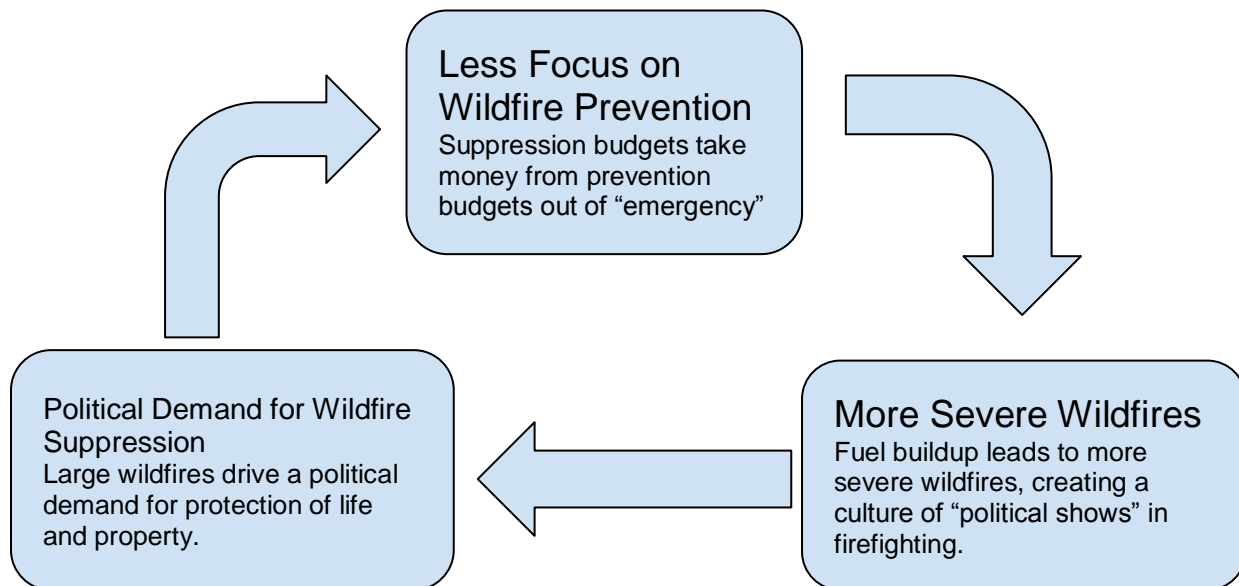 Less Focus on
Wildfire Prevention
Suppression budgets take
money from prevention
budgets out of “emergency”
Political Demand for Wildfire
Suppression
Large wildfires drive a political
demand for protection of life
and property.
More Severe Wildfires
Fuel buildup leads to more
severe wildfires, creating a
culture of “political shows” in
firefighting.